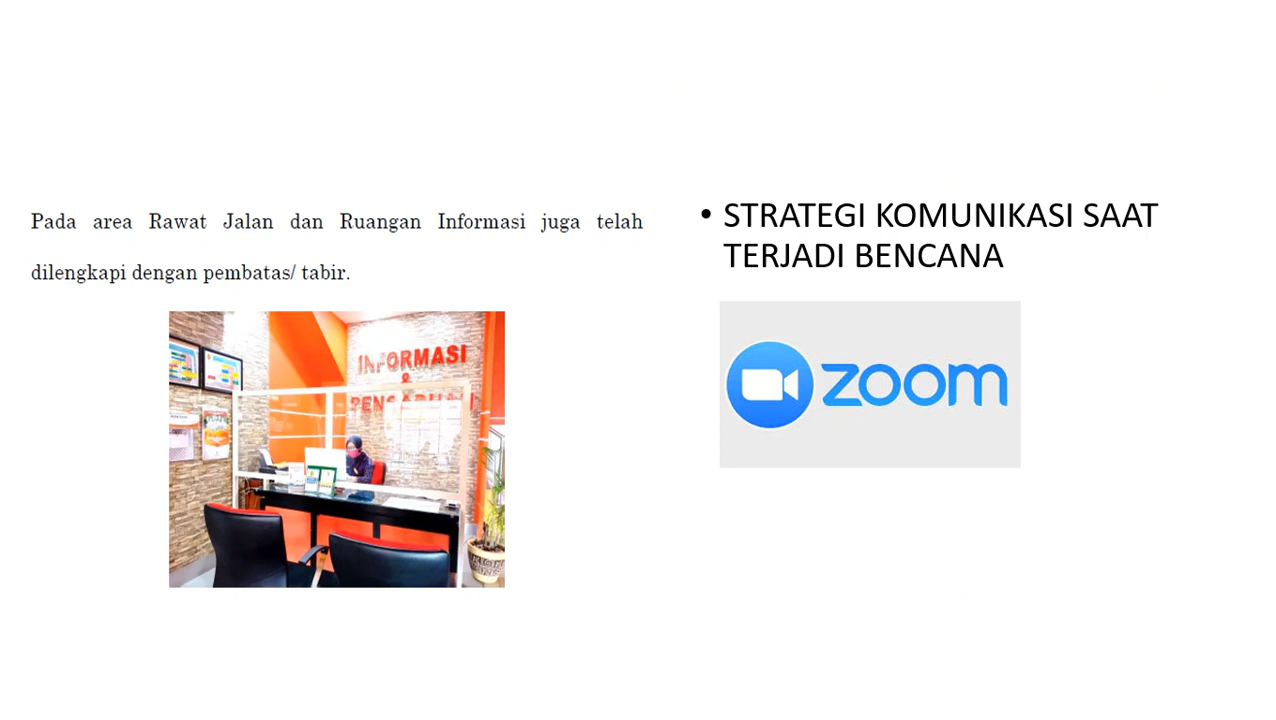 Pada area Rawat Jalan dan Ruangan Informasi juga telah
dilengkapi dengan pembatas/ tabir.
INFORMASI
&
PENGADUAN
• STRATEGI KOMUNIKASI SAAT
TERJADI BENCANA
zoom